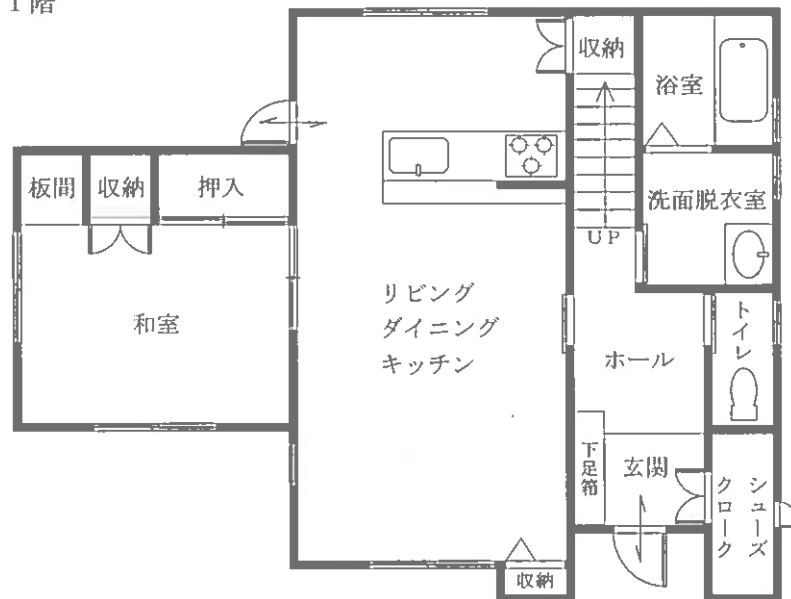 1階
収納
浴室
板間
収納
押入
洗面脱衣室
UP
リビング
ダイニング
キッチン
和室
トイレ
ホール
下足箱
玄関
シューズ
クローク
収納